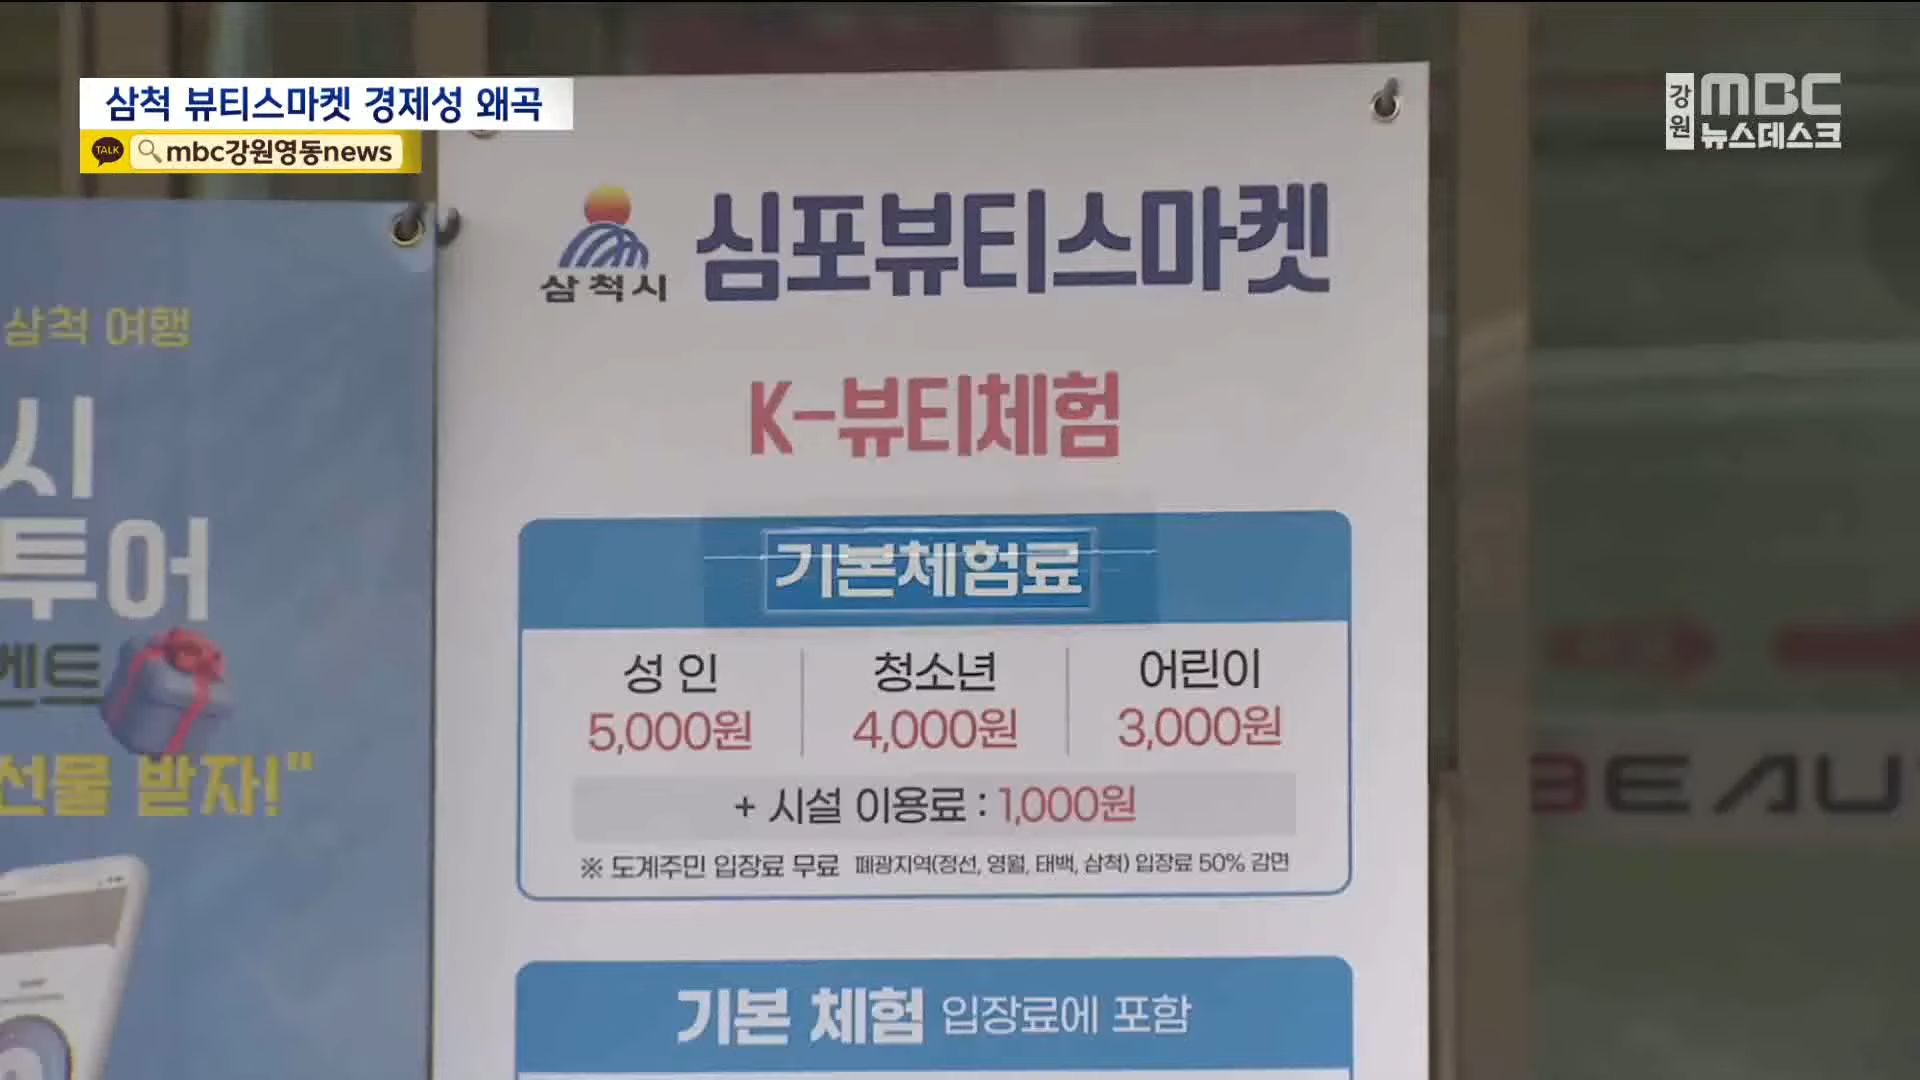 삼척 뷰티스마켓 경제성 왜곡
TALK mbc강원영동news
강원 MBC
뉴스데스크
삼척시 심포뷰티스마켓
K-뷰티체험
기본체험료
성인 청소년 어린이
5,000원 4,000원 3,000원
+ 시설 이용료 : 1,000원
※ 도계주민 입장료 무료 폐광지역(정선, 영월, 태백, 삼척) 입장료 50% 감면
기본 체험 입장료에 포함
삼척 여행
시
투어
벤트
선물 받자!"
BEAU